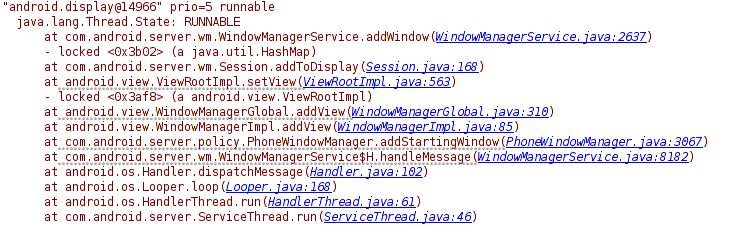 "android.display@14966" prio=5 runnable
java.lang.Thread.State: RUNNABLE
at com.android.server.wm.WindowManagerService.addWindow(WindowManagerService.java:2637)
- locked <0x3b02> (a java.util.HashMap)
at com.android.server.wm.Session.addToDisplay(Session.java:168)
at android.view.ViewRootImpl.setView(ViewRootImpl.java:563)
- locked <0x3af8> (a android.view.ViewRootImpl)
at android.view.WindowManagerGlobal.addView(WindowManagerGlobal.java:310)
at android.view.WindowManagerImpl.addView(WindowManagerImpl.java:85)
at com.android.server.policy.PhoneWindowManager.addStartingWindow(PhoneWindowManager.java:3067)
at com.android.server.wm.WindowManagerService$H.handleMessage(WindowManagerService.java:8182)
at android.os.Handler.dispatchMessage(Handler.java:102)
at android.os.Looper.loop(Looper.java:168)
at android.os.HandlerThread.run(HandlerThread.java:61)
at com.android.server.ServiceThread.run(ServiceThread.java:46)